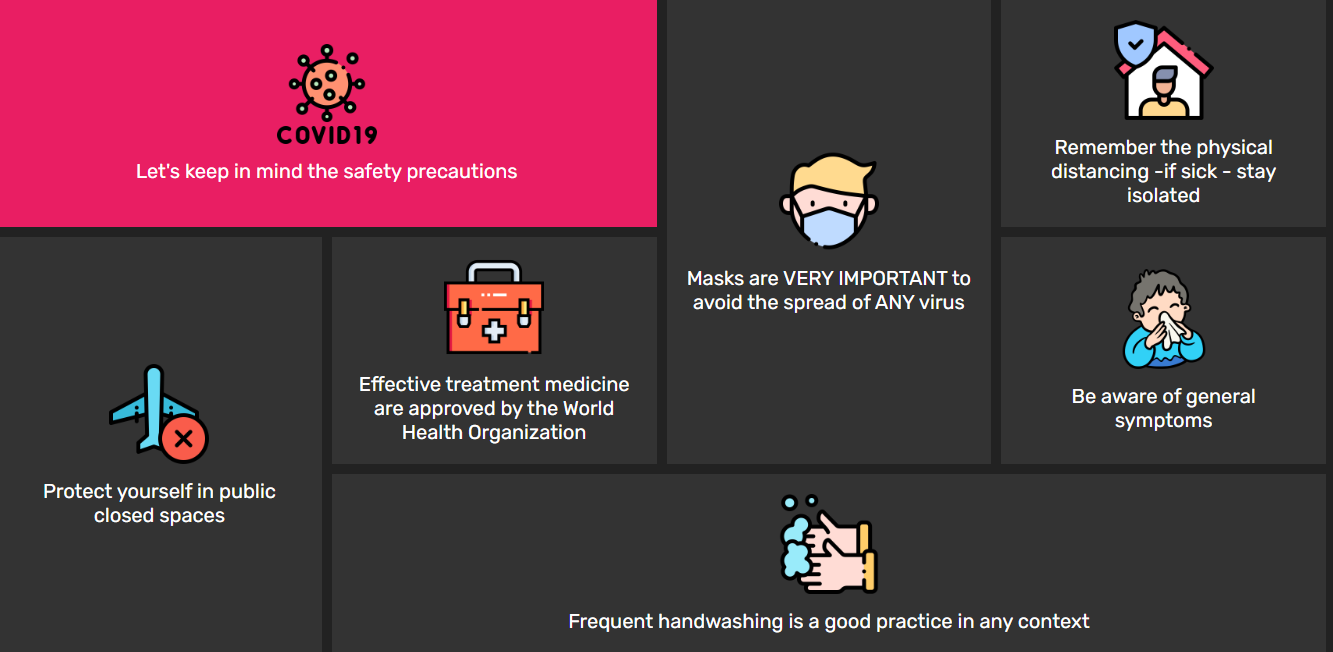 COVID19
Let's keep in mind the safety precautions
Masks are VERY IMPORTANT to
avoid the spread of ANY virus
Remember the physical
distancing -if sick - stay
isolated
Protect yourself in public
closed spaces
Effective treatment medicine
are approved by the World
Health Organization
Be aware of general
symptoms
Frequent handwashing is a good practice in any context